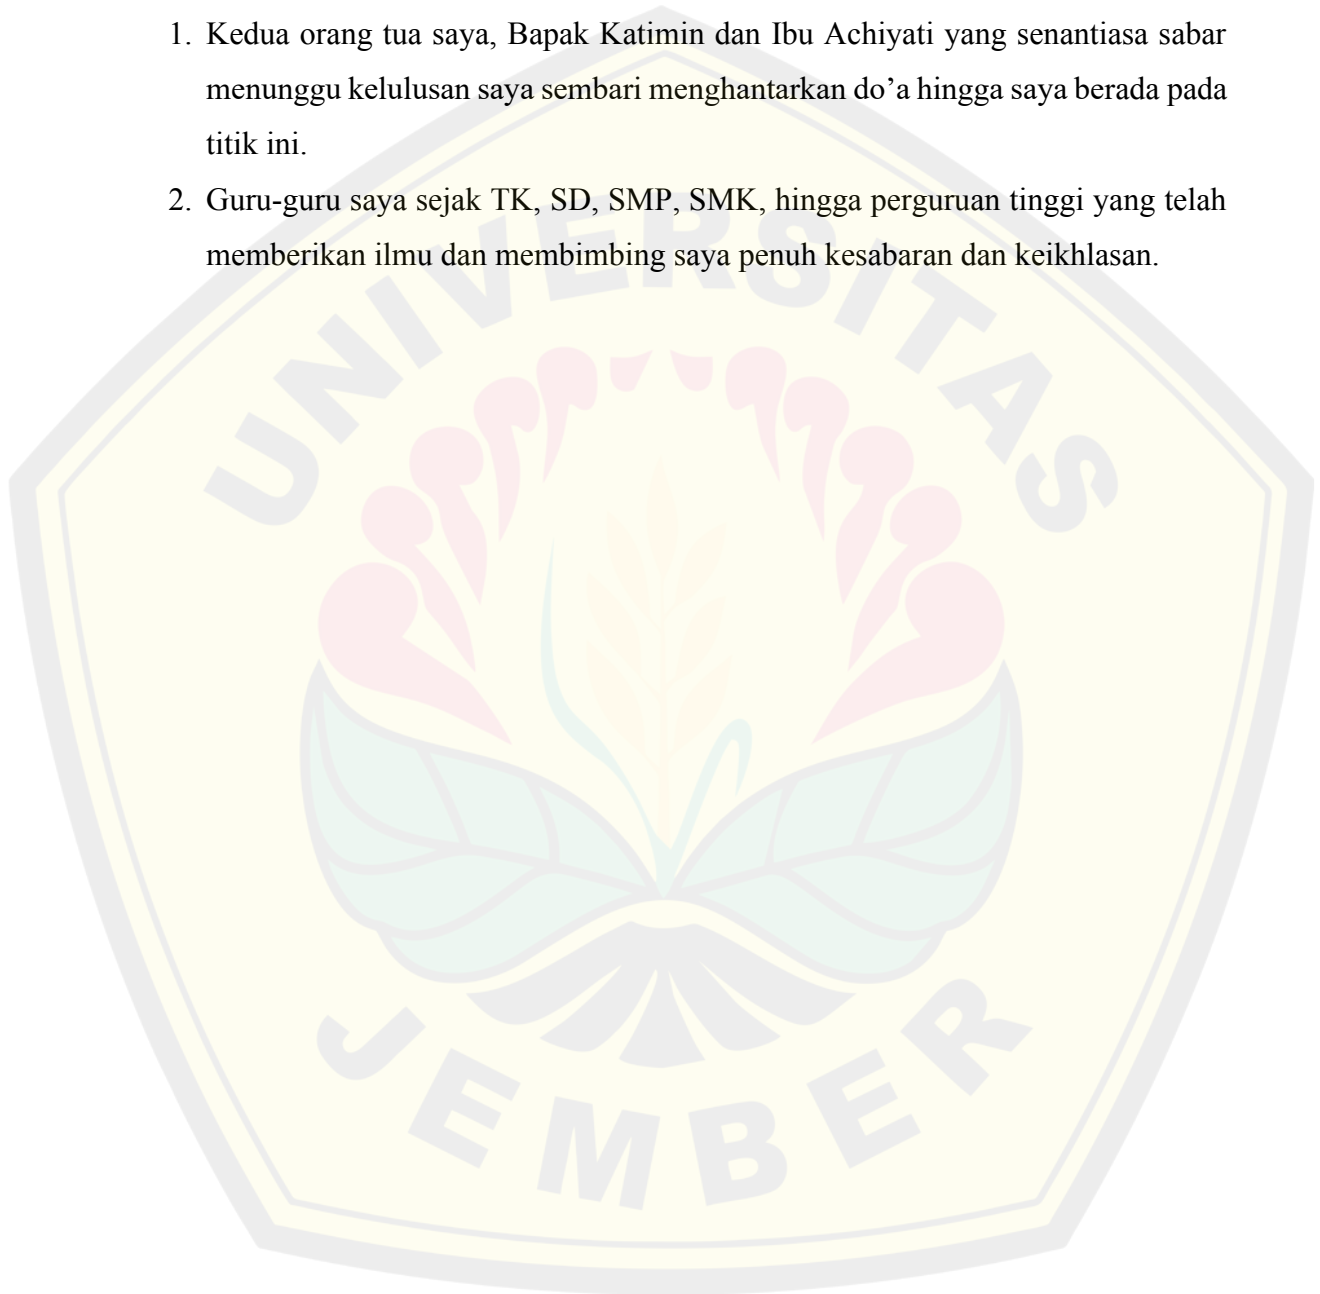 1. Kedua orang tua saya, Bapak Katimin dan Ibu Achiyati yang senantiasa sabar
menunggu kelulusan saya sembari menghantarkan do’a hingga saya berada pada
titik ini.
2. Guru-guru saya sejak TK, SD, SMP, SMK, hingga perguruan tinggi yang telah
memberikan ilmu dan membimbing saya penuh kesabaran dan keikhlasan.
UNIVERSITAS
JEMBER